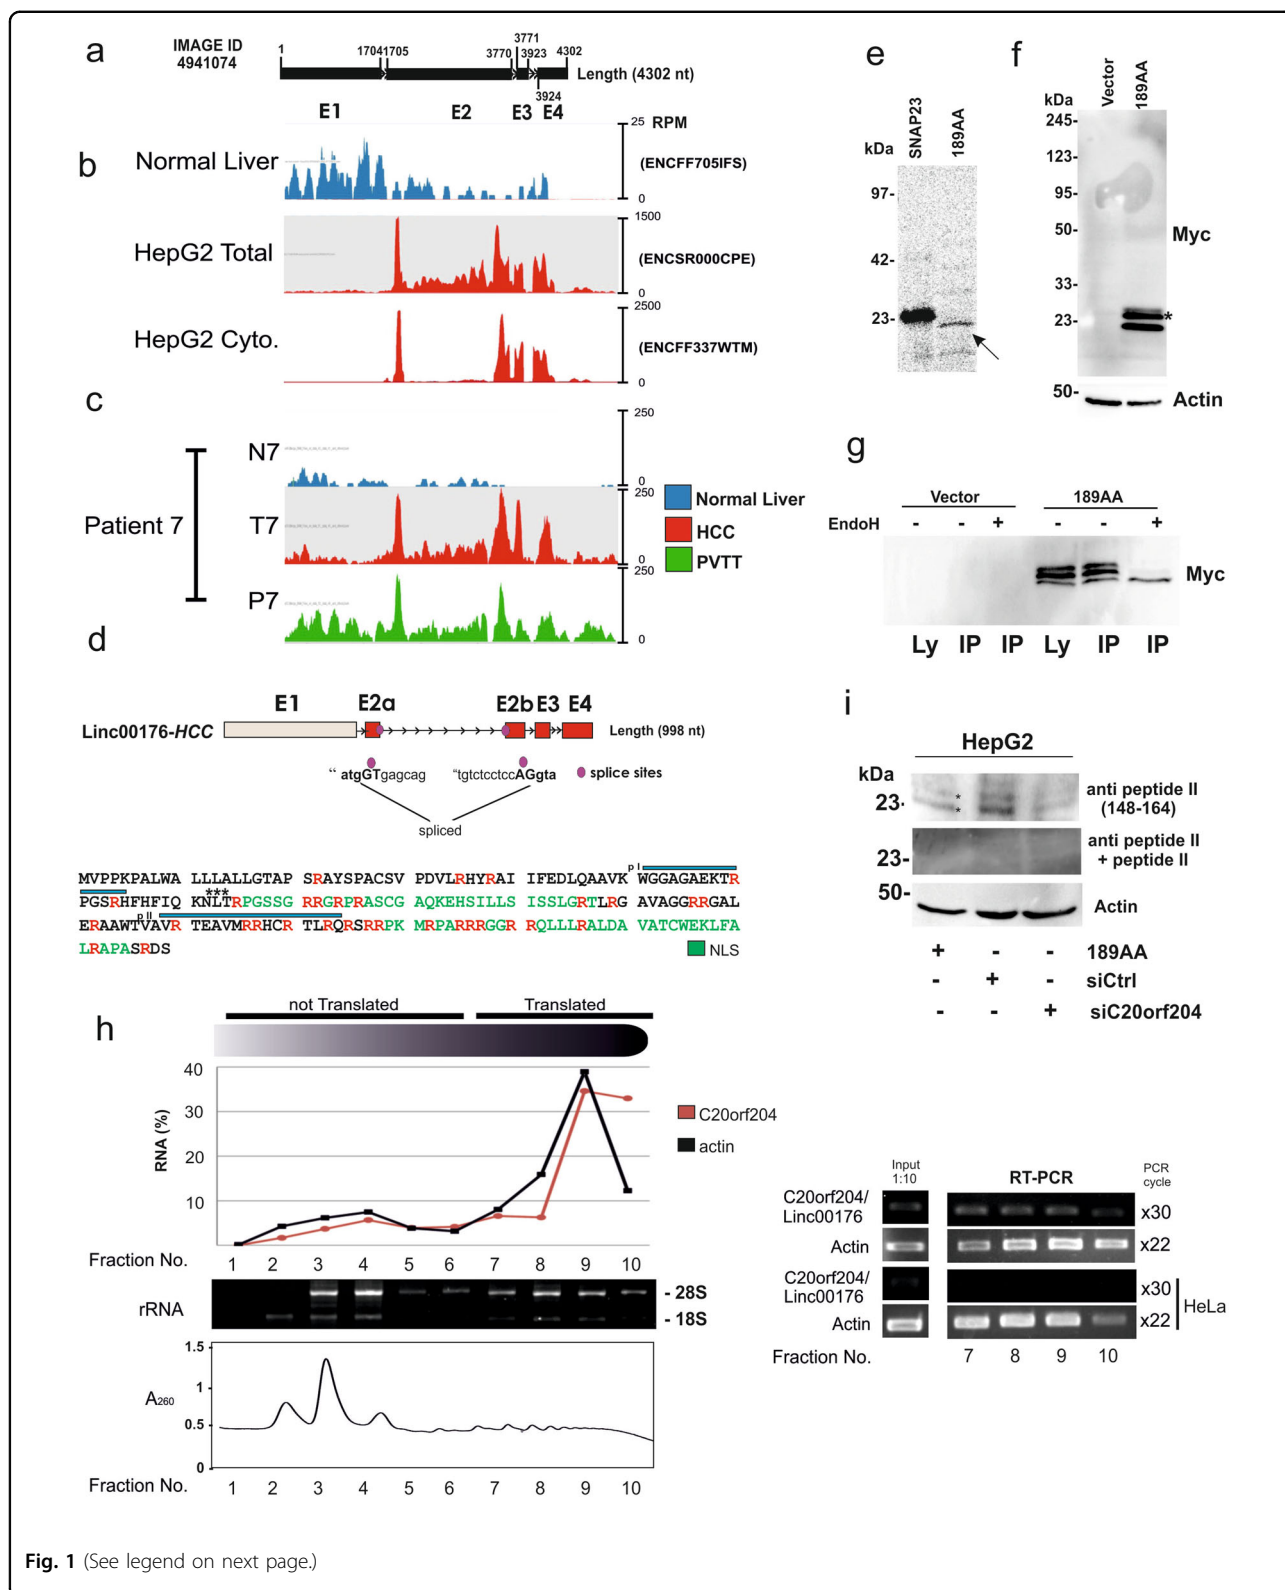 a
IMAGE ID
4941074
1
1704
1705
3770
3771
3923
3924
4302
Length (4302 nt)
E1
E2
E3
E4
b
25
RPM
Normal Liver
(ENCFF705IFS)
0
1500
HepG2 Total
(ENCSR000CPE)
0
2500
HepG2 Cyto.
(ENCFF337WTM)
0
c
Patient 7
250
N7
0
250
T7
0
250
P7
0
Normal Liver
HCC
PVTT
d
E1
E2a
E2b
E3
E4
Linc00176-HCC
Length (998 nt)
“ atgGTgagcag
“tgtctcctccAGgta
splice sites
spliced
p I
MVPPKPALWA LLLALLGTAP SRAYSPACSV PDVLRHYRAI IFEDLQAAVK WGGAGAEKTR
***
PGSRHFHFIQ KNLTRPGSSG RRGRPRASCG AQKEHSILLS ISSLGRTLRG AVAGGRRGAL
p II
ERAAWTVAVR TEAVMRRHCR TLRQRSRRPK MRPARRRGGR RQLLLRALDA VATCWEKLFA
LRAPASRDS
NLS
e
kDa
SNAP23
189AA
97-
42-
23-
f
kDa
Vector
189AA
245-
123-
95-
50-
33-
23-
Myc
*
50-
Actin
g
Vector
189AA
EndoH
- - + - - +
Myc
Ly IP IP Ly IP IP
i
HepG2
kDa
23-
*
*
anti peptide II
(148-164)
23-
anti peptide II
+ peptide II
50-
Actin
+ - - 189AA
- + - siCtrl
- - + siC20orf204
h
not Translated
Translated
RNA (%)
40
30
20
10
C20orf204
actin
Fraction No. 1 2 3 4 5 6 7 8 9 10
rRNA
- 28S
- 18S
A260
1.5
1
0.5
0
Fraction No. 1 2 3 4 5 6 7 8 9 10
Input
1:10
RT-PCR
PCR
cycle
C20orf204/
Linc00176
x30
Actin
x22
C20orf204/
Linc00176
x30
Actin
x22
HeLa
Fraction No. 7 8 9 10
Fig. 1 (See legend on next page.)